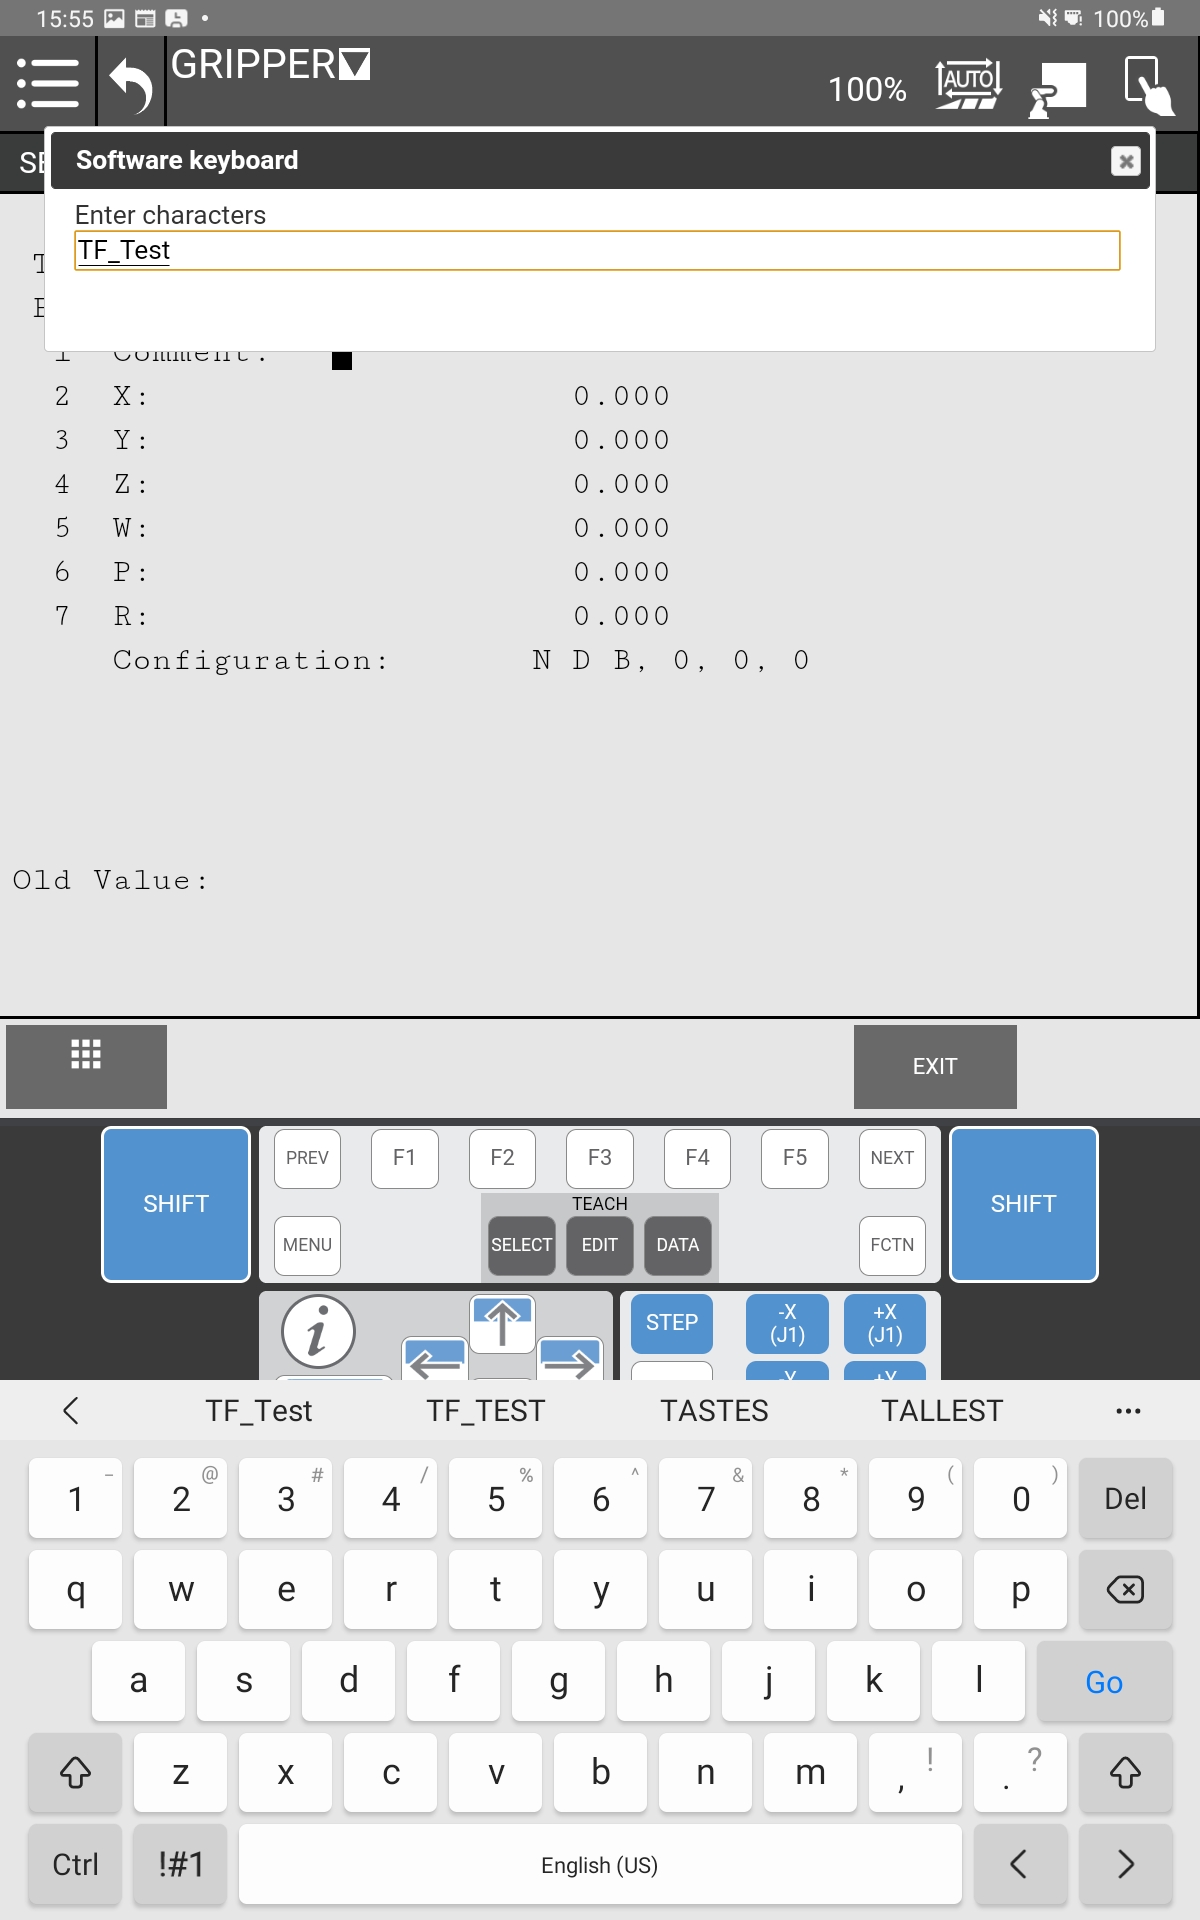 15:55 100%
GRIPPER
100% AUTO
Software keyboard
Enter characters
TF_Test
1 Comment:
2 X: 0.000
3 Y: 0.000
4 Z: 0.000
5 W: 0.000
6 P: 0.000
7 R: 0.000
Configuration: N D B, 0, 0, 0
Old Value:
EXIT
SHIFT PREV F1 F2 F3 F4 F5 NEXT SHIFT
TEACH
MENU SELECT EDIT DATA FCTN
i STEP -X (J1) +X (J1)
TF_Test TF_TEST TASTES TALLEST ...
1 - 2 @ 3 # 4 / 5 % 6 ^ 7 & 8 * 9 ( 0 ) Del
q w e r t y u i o p
a s d f g h j k l Go
z x c v b n m , ! . ?
Ctrl !#1 English (US) < >